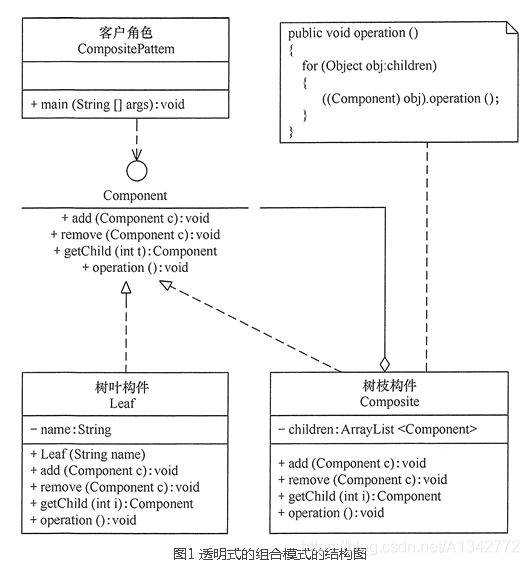 客户角色
CompositePattem
+ main (String [] args): void
public void operation ()
{
for (Object obj:children)
{
((Component) obj).operation ();
}
}
Component
+ add (Component c): void
+ remove (Component c): void
+ getChild (int t): Component
+ operation (): void
树叶构件
Leaf
- name: String
+ Leaf (String name)
+ add (Component c): void
+ remove (Component c): void
+ getChild (int i): Component
+ operation (): void
树枝构件
Composite
- children: ArrayList <Component>
+ add (Component c): void
+ remove (Component c): void
+ getChild (int i): Component
+ operation (): void
https://blog.csdn.net/A1342772
图1 透明式的组合模式的结构图